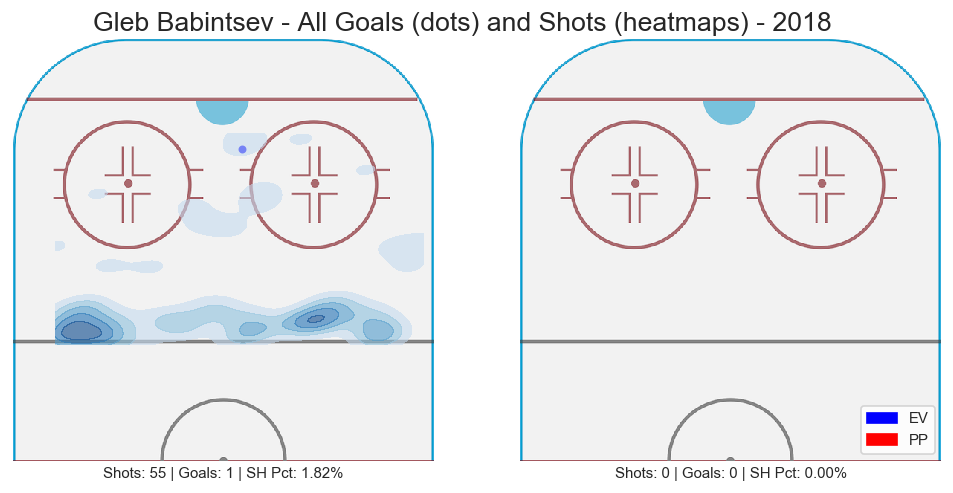 Gleb Babintsev - All Goals (dots) and Shots (heatmaps) - 2018
EV
PP
Shots: 55 | Goals: 1 | SH Pct: 1.82%
Shots: 0 | Goals: 0 | SH Pct: 0.00%